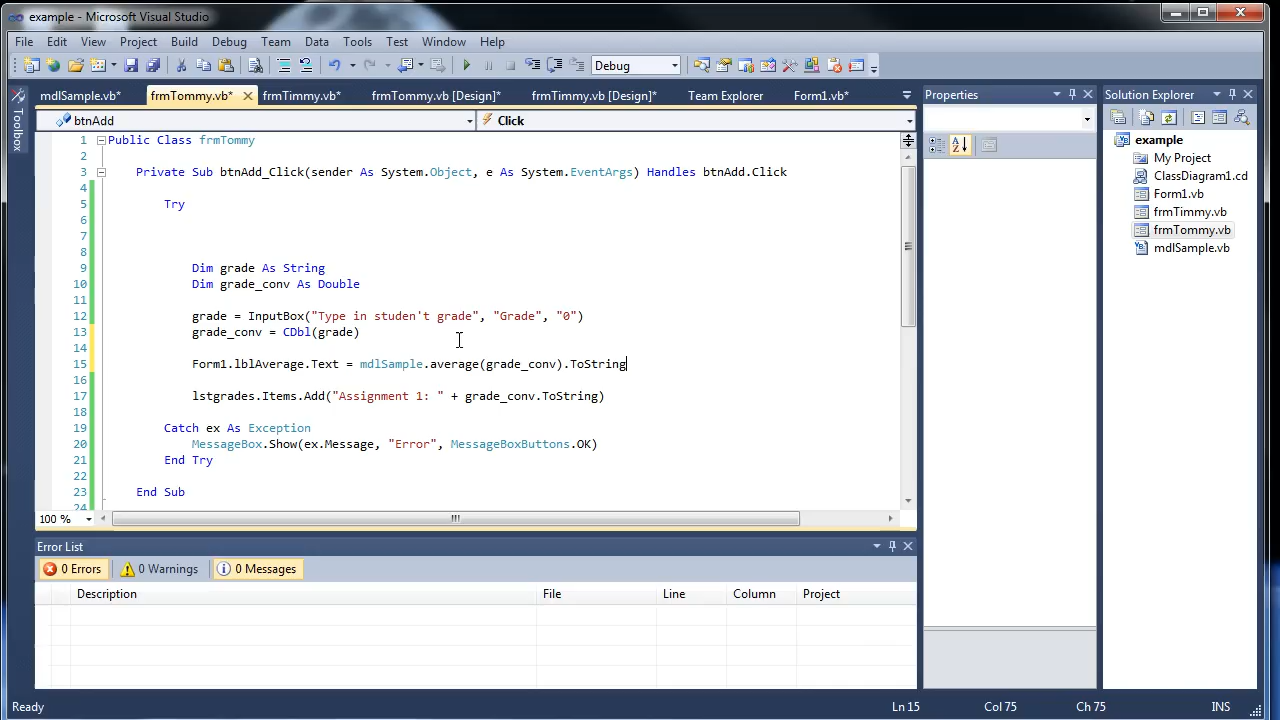 example - Microsoft Visual Studio
File Edit View Project Build Debug Team Data Tools Test Window Help
Debug
mdlSample.vb* frmTommy.vb* frmTimmy.vb* frmTommy.vb [Design]* frmTimmy.vb [Design]* Team Explorer Form1.vb*
Toolbox
btnAdd Click
1 Public Class frmTommy
2
3 Private Sub btnAdd_Click(sender As System.Object, e As System.EventArgs) Handles btnAdd.Click
4
5 Try
6
7
8
9 Dim grade As String
10 Dim grade_conv As Double
11
12 grade = InputBox("Type in studen't grade", "Grade", "0")
13 grade_conv = CDbl(grade)
14
15 Form1.lblAverage.Text = mdlSample.average(grade_conv).ToString
16
17 lstgrades.Items.Add("Assignment 1: " + grade_conv.ToString)
18
19 Catch ex As Exception
20 MessageBox.Show(ex.Message, "Error", MessageBoxButtons.OK)
21 End Try
22
23 End Sub
24
100 %
Properties
Solution Explorer
example
My Project
ClassDiagram1.cd
Form1.vb
frmTimmy.vb
frmTommy.vb
mdlSample.vb
Error List
0 Errors 0 Warnings 0 Messages
Description File Line Column Project
Ready Ln 15 Col 75 Ch 75 INS